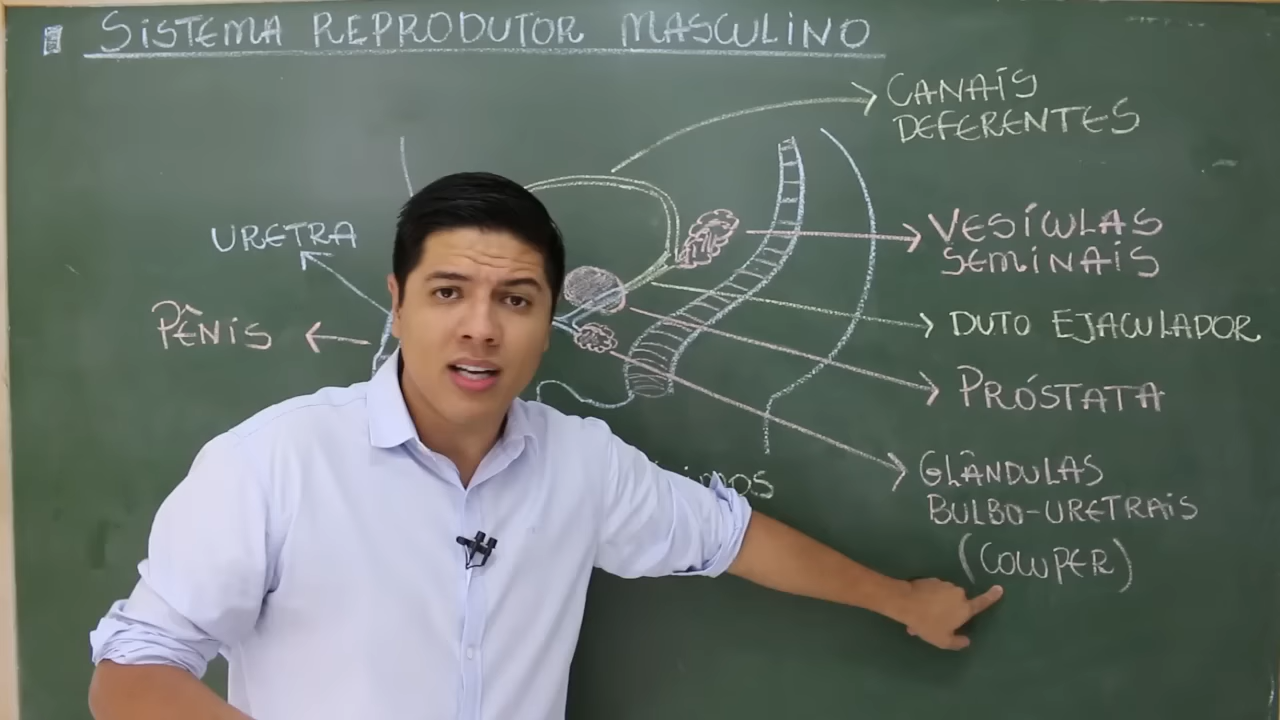 SISTEMA REPRODUTOR MASCULINO
CANAIS
DEFERENTES
URETRA
VESÍCULAS
SEMINAIS
PÊNIS
DUTO EJACULADOR
PRÓSTATA
GLÂNDULAS
BULBO-URETRAIS
(COWPER)